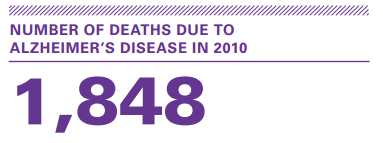 NUMBER OF DEATHS DUE TO
ALZHEIMER’S DISEASE IN 2010
1,848